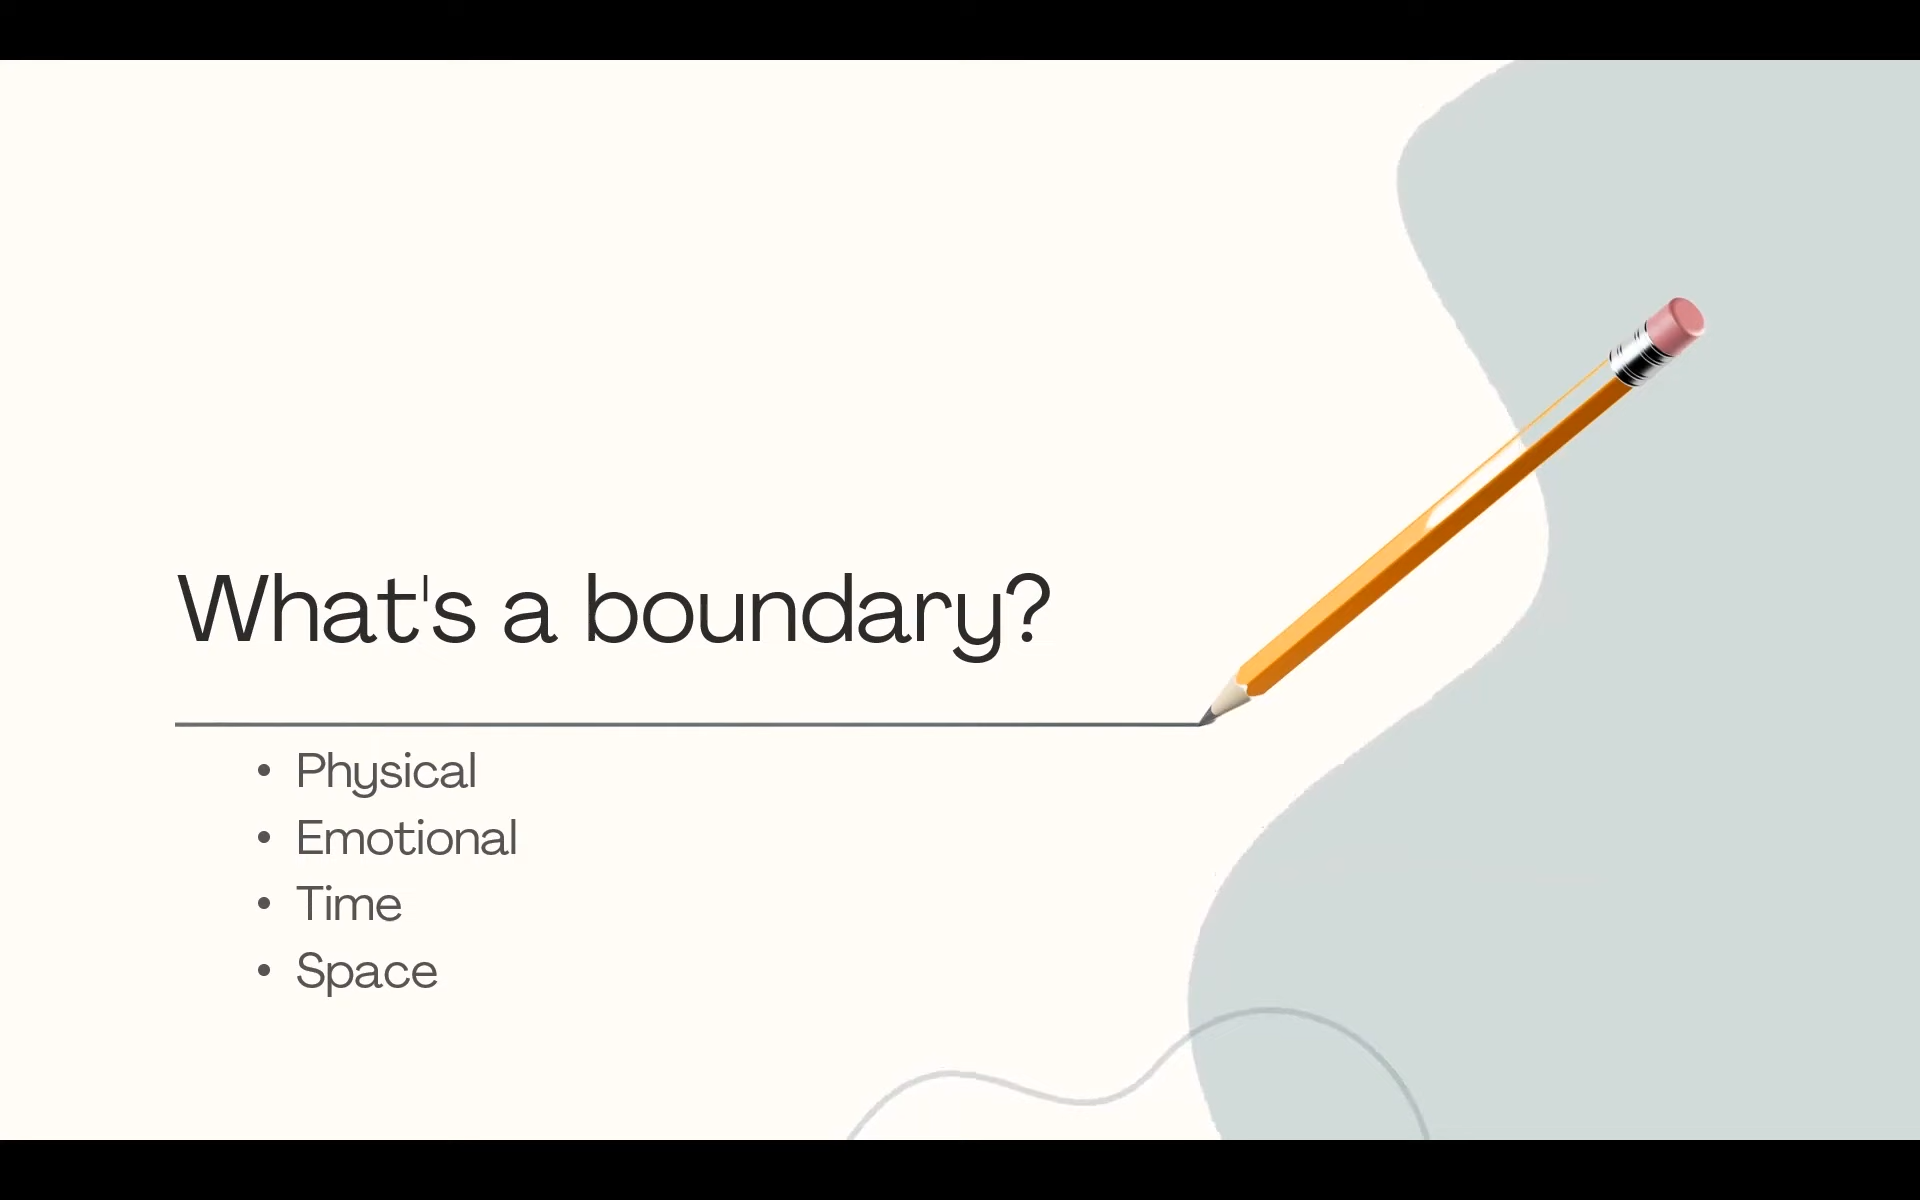 What's a boundary?
• Physical
• Emotional
• Time
• Space